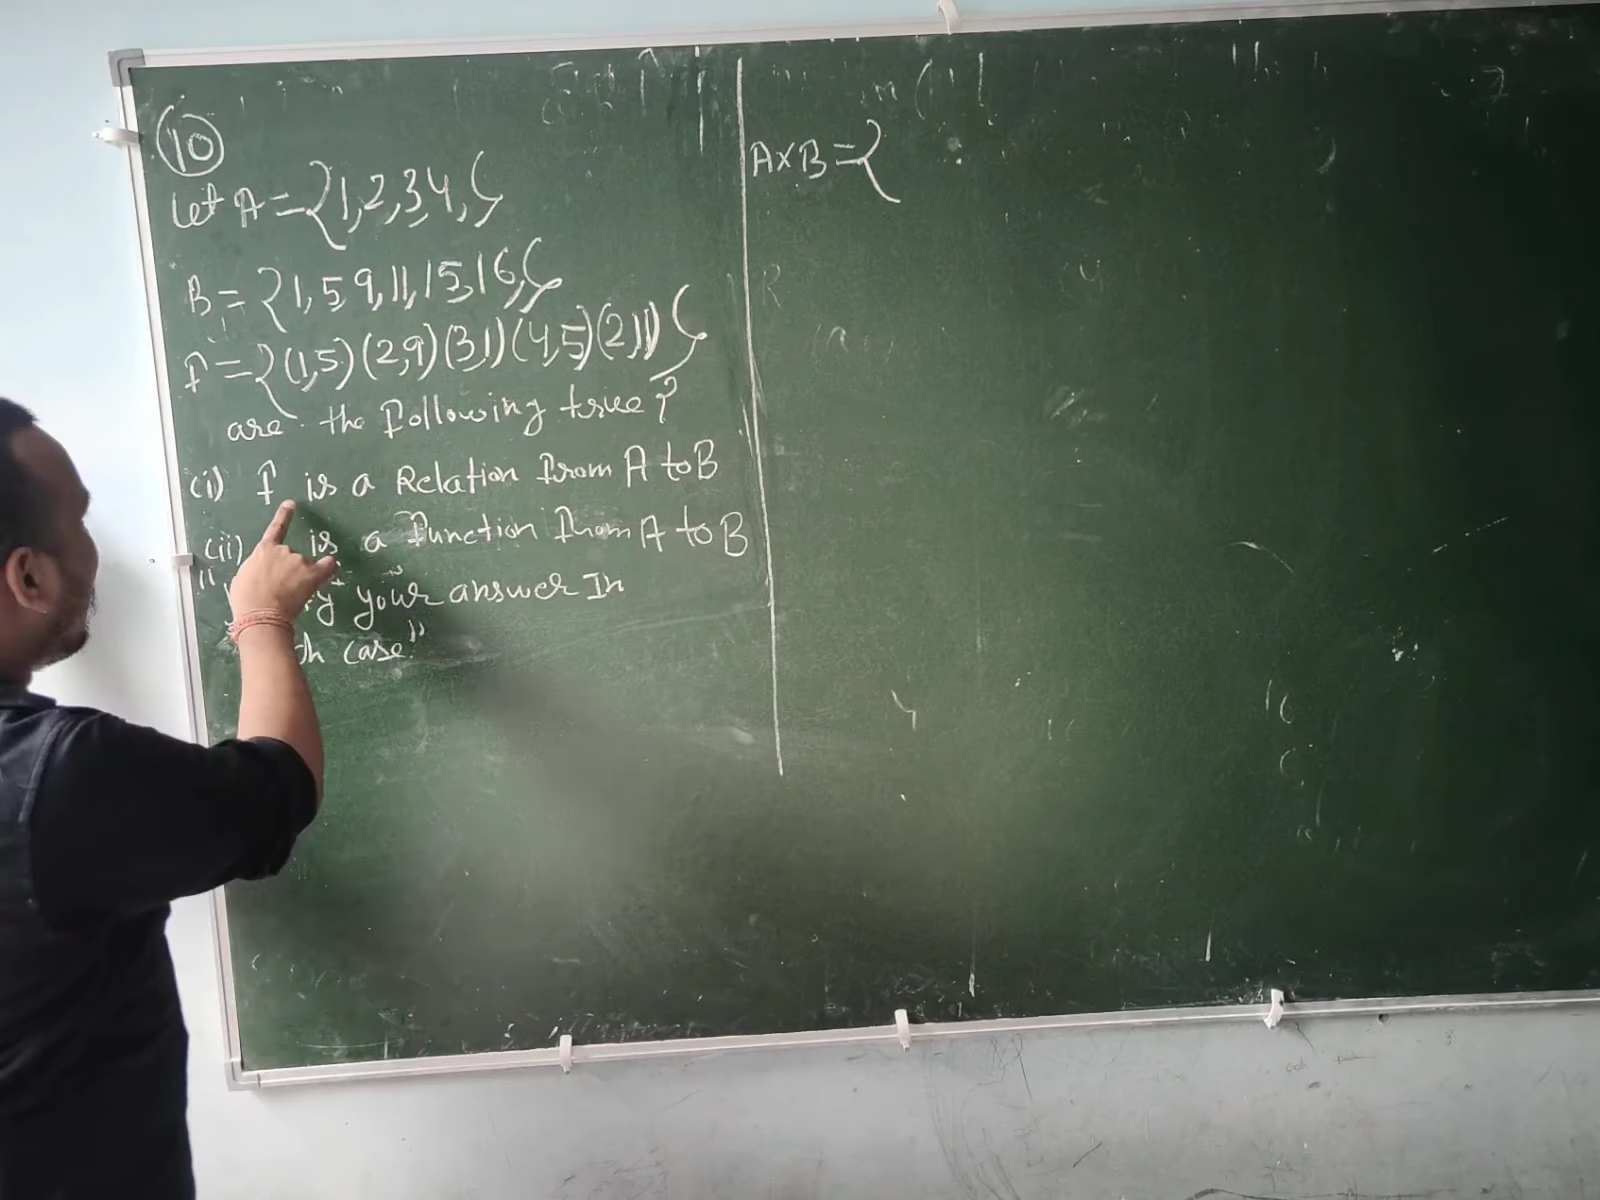 10
Let A = {1,2,3,4,}
B = {1,5,9,11,15,16,}
f = {(1,5)(2,9)(3,1)(4,5)(2,11)}
are the following true?
(i) f is a Relation from A to B
(ii) is a function from A to B
your answer In
case"
A×B = {